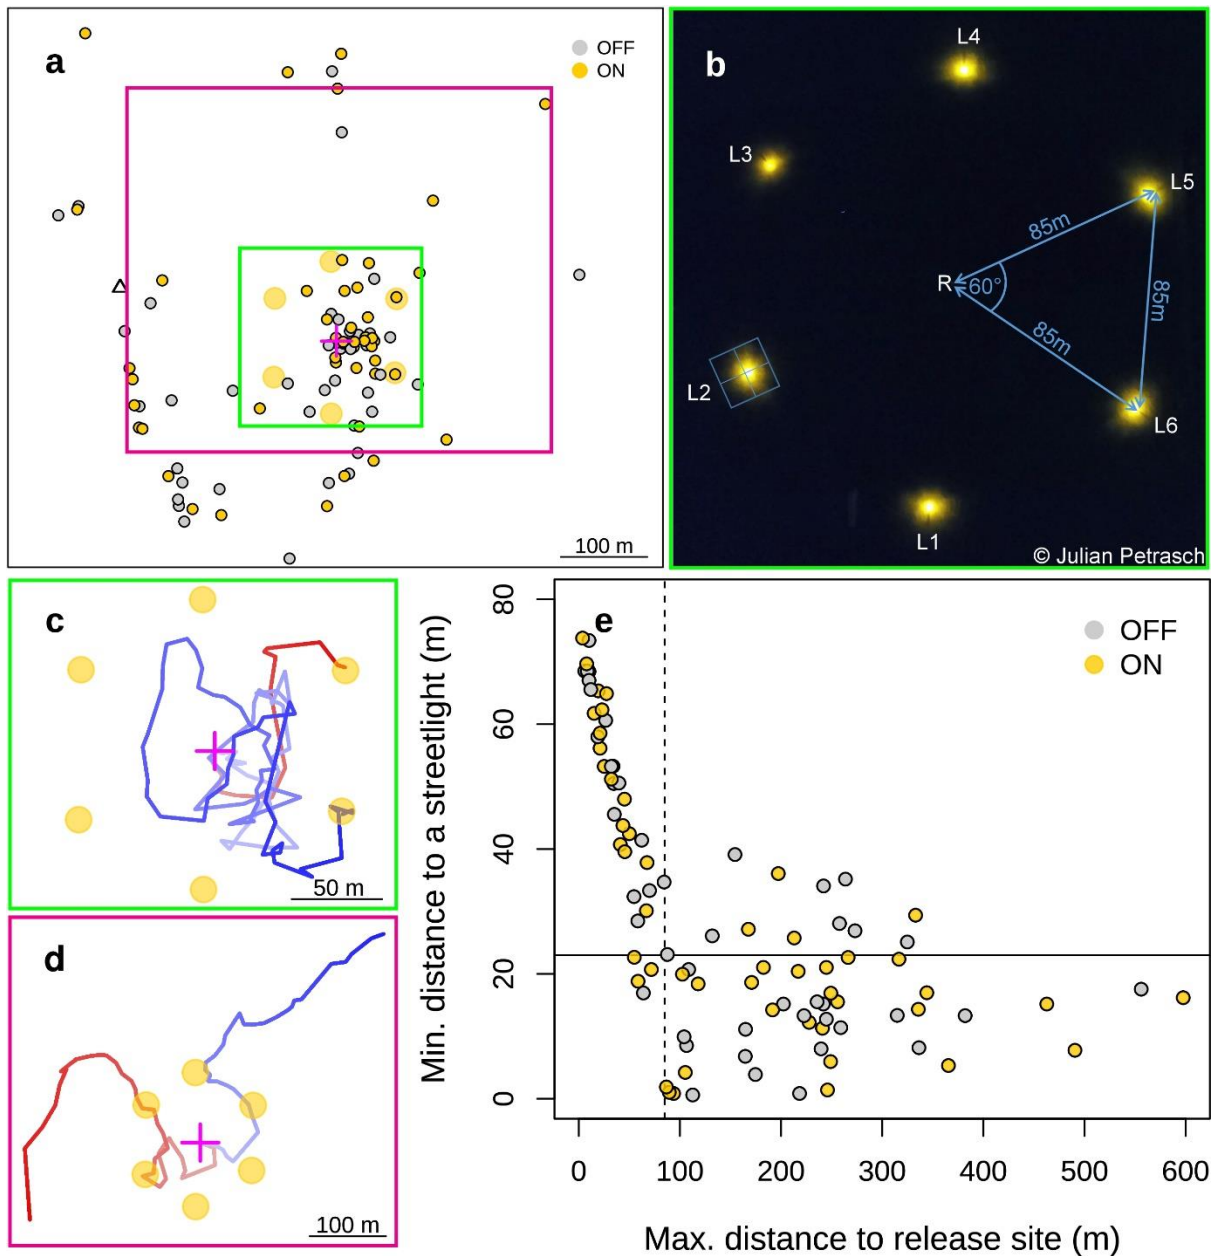 a
OFF
ON
100 m
b
L4
L3
L5
85m
R
60°
85m
85m
L2
L6
L1
© Julian Petrasch
c
50 m
d
100 m
e
OFF
ON
Min. distance to a streetlight (m)
80
60
40
20
0
0 100 200 300 400 500 600
Max. distance to release site (m)